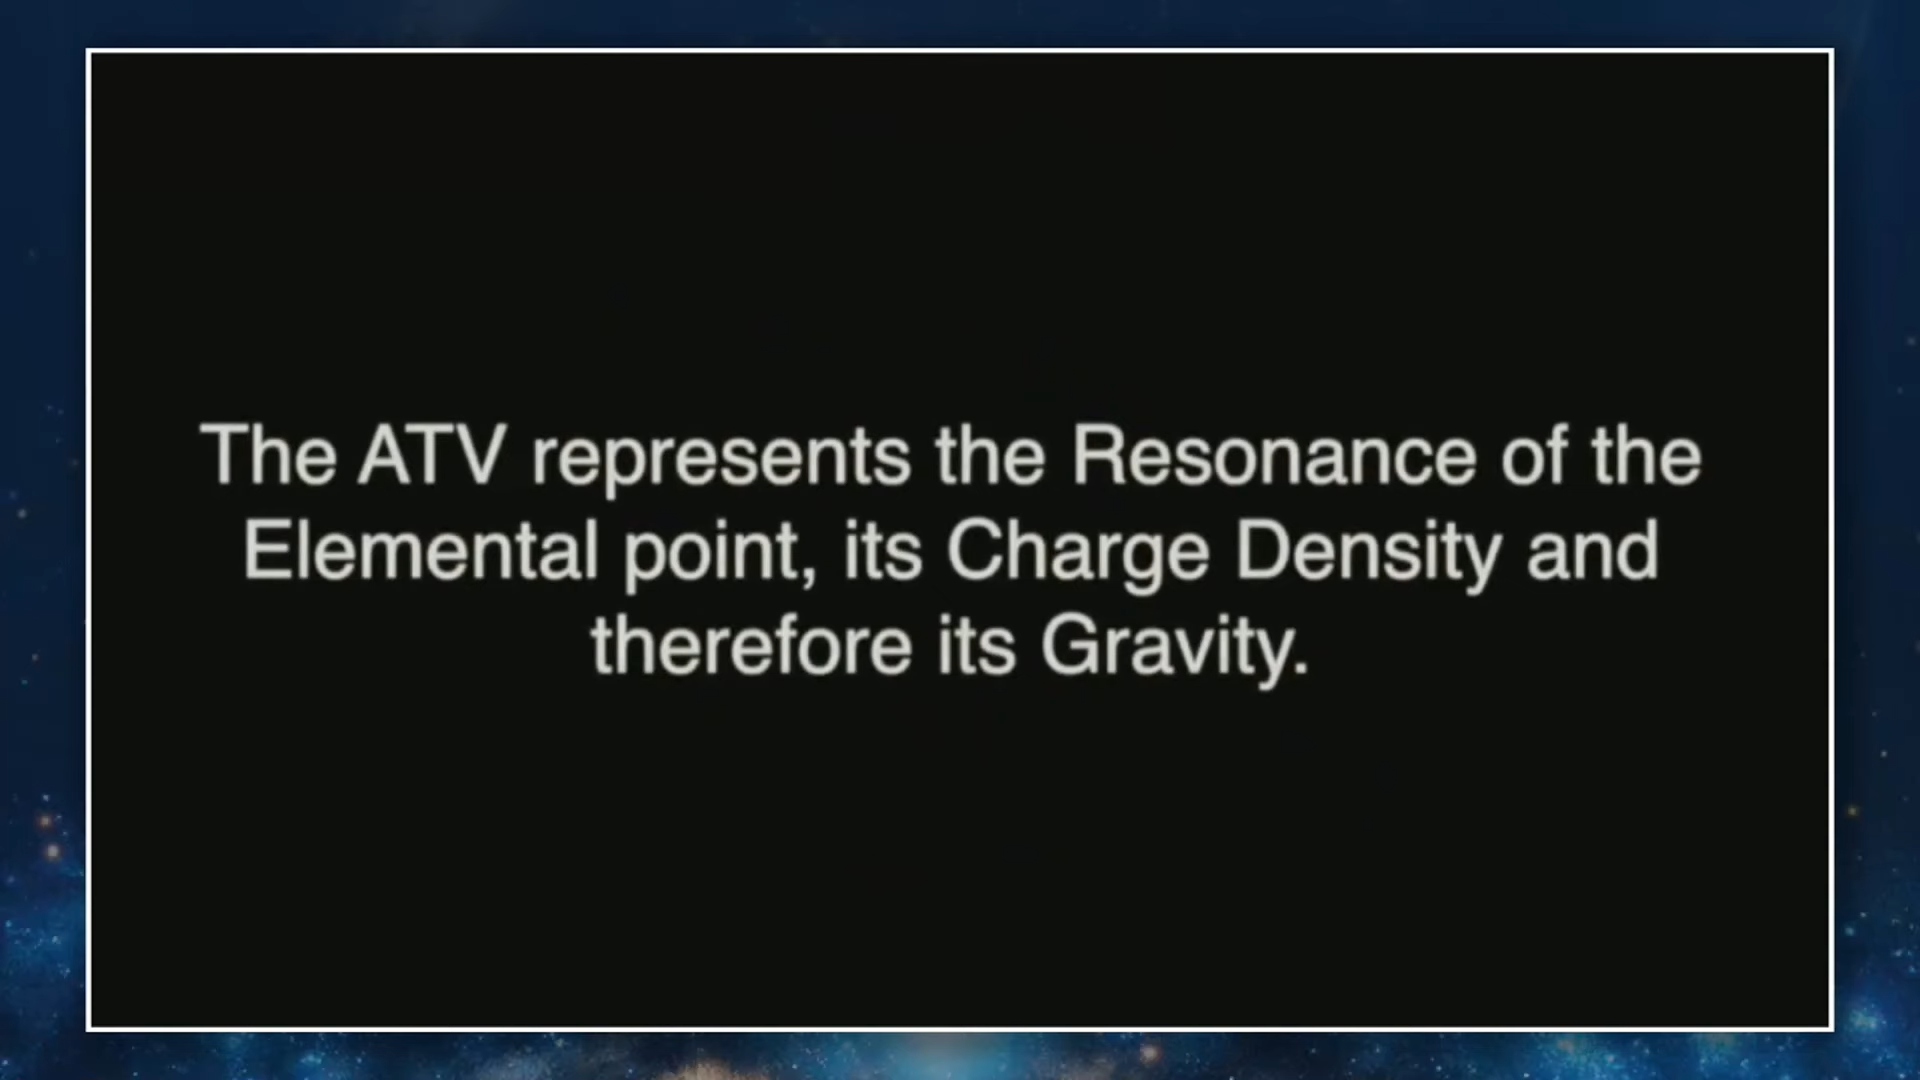 The ATV represents the Resonance of the
Elemental point, its Charge Density and
therefore its Gravity.